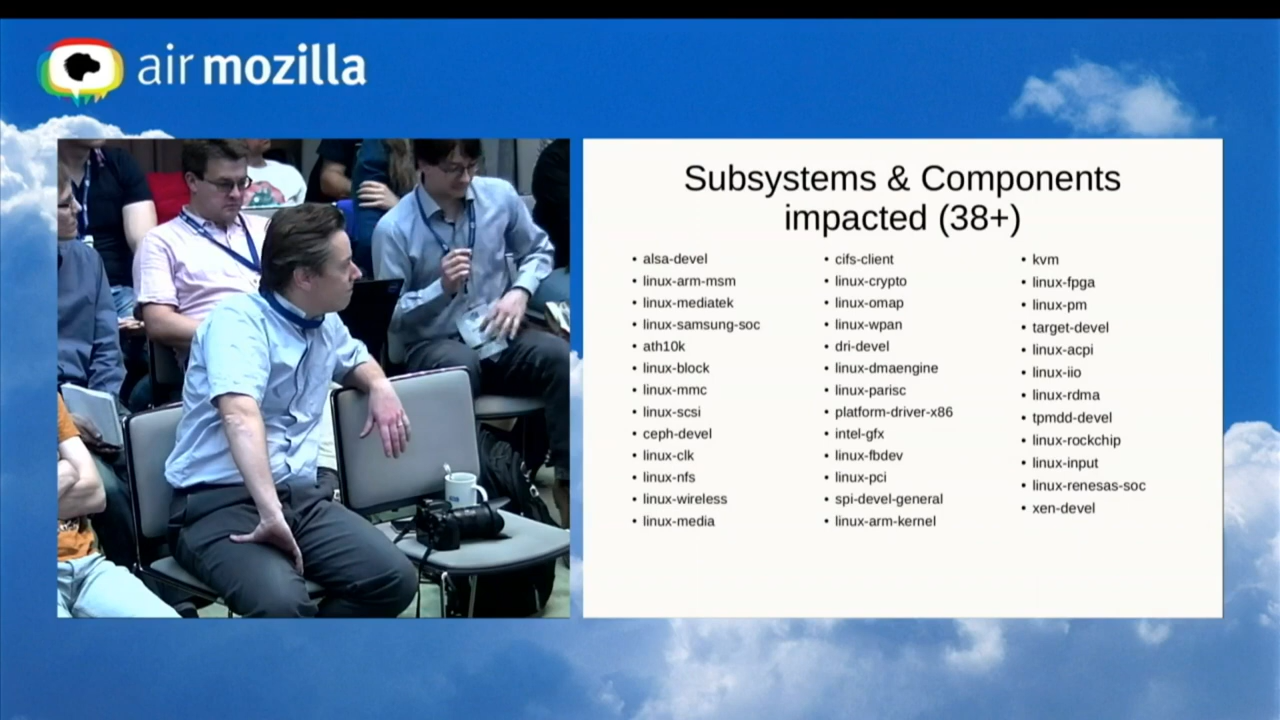 air mozilla
Subsystems & Components
impacted (38+)
• alsa-devel
• linux-arm-msm
• linux-mediatek
• linux-samsung-soc
• ath10k
• linux-block
• linux-mmc
• linux-scsi
• ceph-devel
• linux-clk
• linux-nfs
• linux-wireless
• linux-media
• cifs-client
• linux-crypto
• linux-omap
• linux-wpan
• dri-devel
• linux-dmaengine
• linux-parisc
• platform-driver-x86
• intel-gfx
• linux-fbdev
• linux-pci
• spi-devel-general
• linux-arm-kernel
• kvm
• linux-fpga
• linux-pm
• target-devel
• linux-acpi
• linux-iio
• linux-rdma
• tpmdd-devel
• linux-rockchip
• linux-input
• linux-renesas-soc
• xen-devel